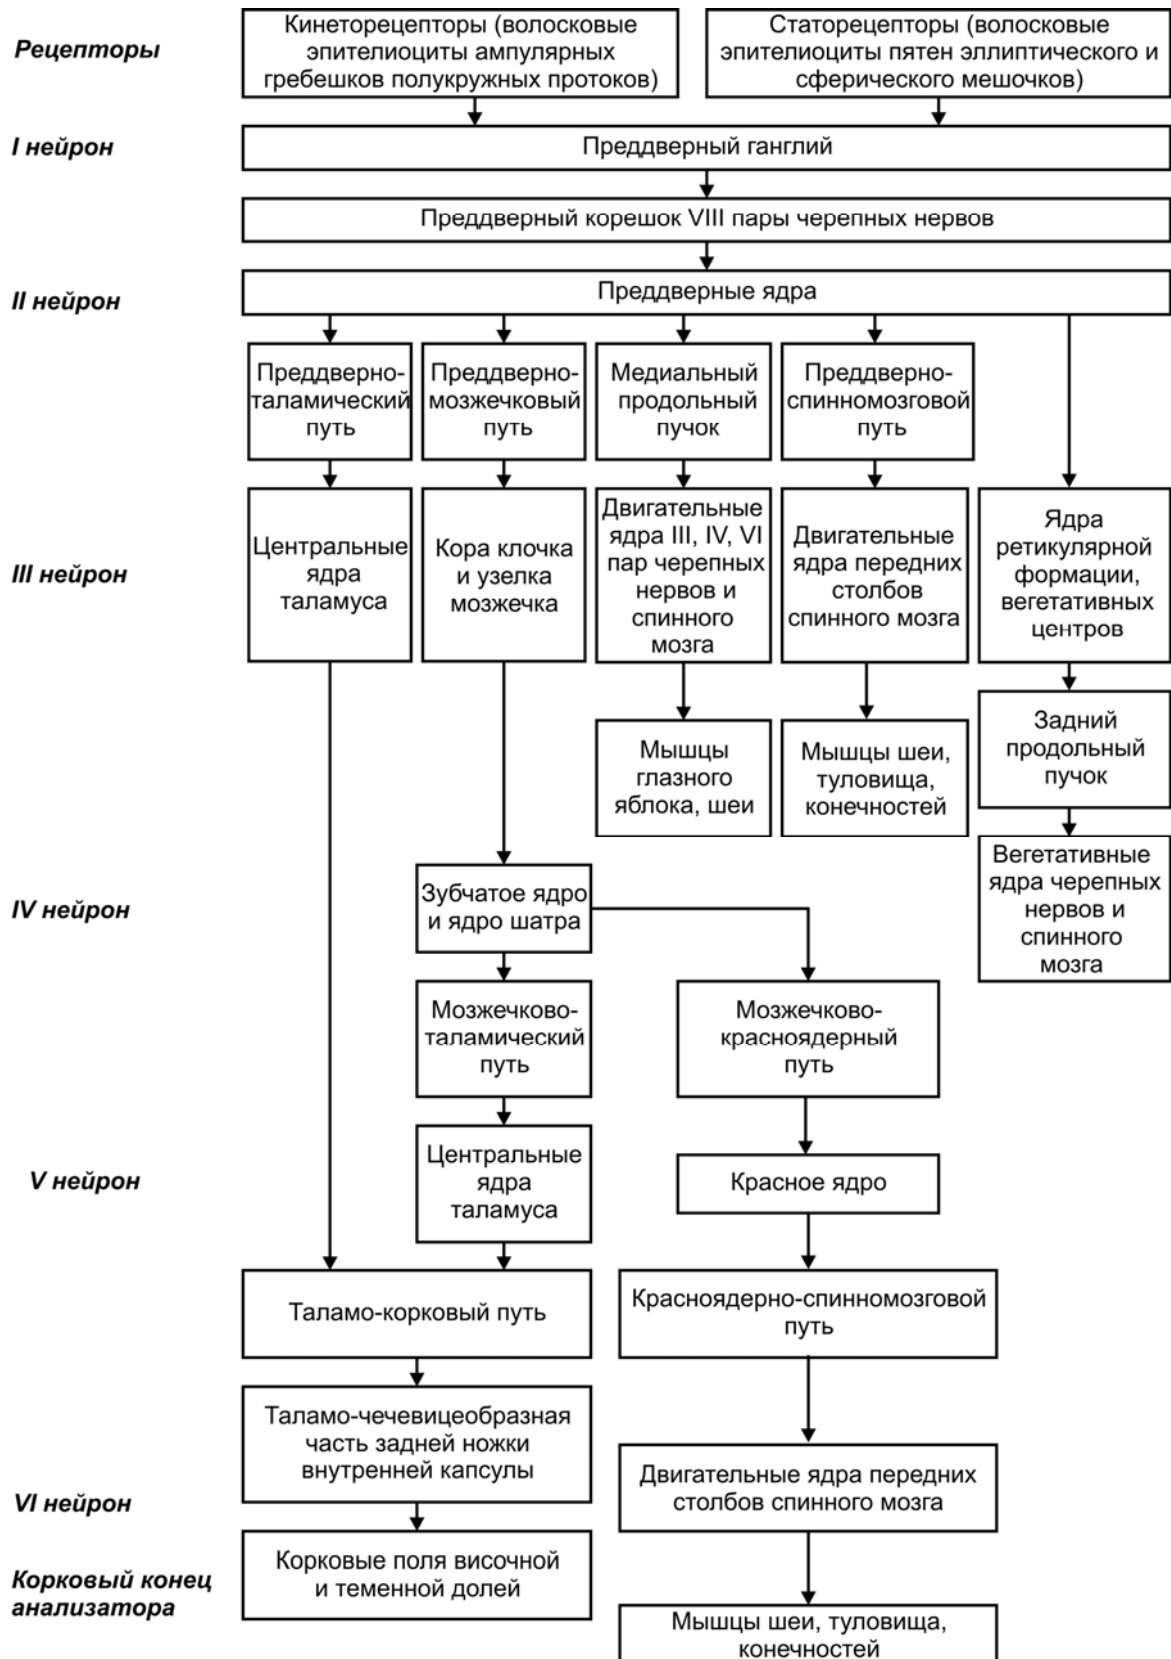 Рецепторы
Кинеторецепторы (волосковые
эпителиоциты ампулярных
гребешков полукружных протоков)
Статорецепторы (волосковые
эпителиоциты пятен эллиптического и
сферического мешочков)
I нейрон
Преддверный ганглий
Преддверный корешок VIII пары черепных нервов
II нейрон
Преддверные ядра
Преддверно-
таламический
путь
Преддверно-
мозжечковый
путь
Медиальный
продольный
пучок
Преддверно-
спинномозговой
путь
III нейрон
Центральные
ядра
таламуса
Кора клочка
и узелка
мозжечка
Двигательные
ядра III, IV, VI
пар черепных
нервов и
спинного
мозга
Двигательные
ядра передних
столбов
спинного мозга
Ядра
ретикулярной
формации,
вегетативных
центров
Мышцы
глазного
яблока, шеи
Мышцы шеи,
туловища,
конечностей
Задний
продольный
пучок
IV нейрон
Зубчатое ядро
и ядро шатра
Вегетативные
ядра черепных
нервов и
спинного
мозга
Мозжечково-
таламический
путь
Мозжечково-
красноядерный
путь
V нейрон
Центральные
ядра
таламуса
Красное ядро
Таламо-корковый путь
Красноядерно-спинномозговой
путь
Таламо-чечевицеобразная
часть задней ножки
внутренней капсулы
VI нейрон
Двигательные ядра передних
столбов спинного мозга
Корковый конец
анализатора
Корковые поля височной
и теменной долей
Мышцы шеи, туловища,
конечностей